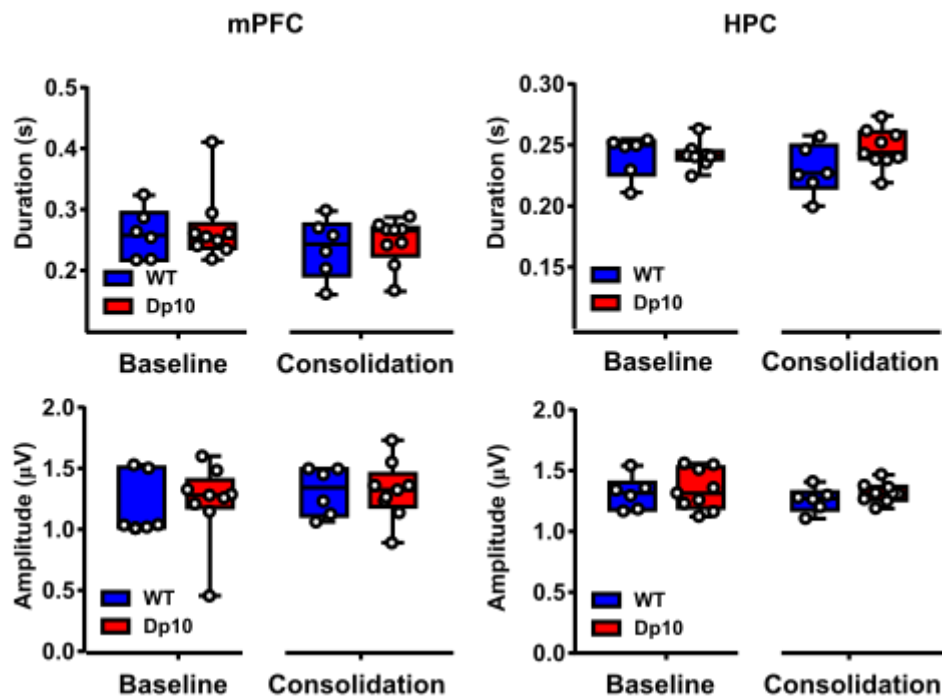 mPFC
Duration (s)
0.5
0.4
0.3
0.2
WT
Dp10
Baseline
Consolidation
HPC
Duration (s)
0.30
0.25
0.20
0.15
WT
Dp10
Baseline
Consolidation
Amplitude (µV)
2.0
1.5
1.0
0.5
0.0
WT
Dp10
Baseline
Consolidation
Amplitude (µV)
2.0
1.5
1.0
0.5
0.0
WT
Dp10
Baseline
Consolidation